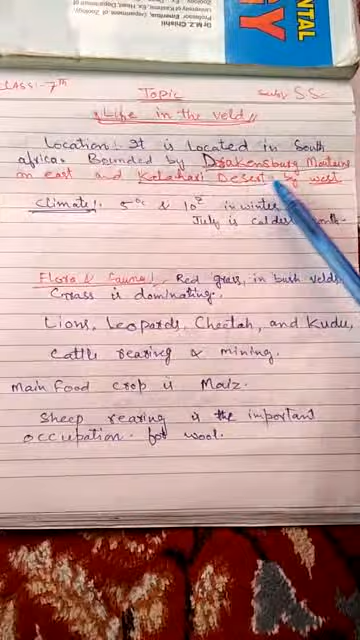 Dr M.Z. Chishti
CLASS:- 7th
Topic
Sub:- S.S
Life in the veld
Location:- It is located in South
africa. Bounded by Drakensburg
on east and Kalahari Desert by west
Climate:- 5°c & 10°c in winter
July is coldest month.
Flora & Fauna:- Red grass, in bush velds,
Grass is dominating.
Lions, Leopards, Cheetah, and Kudu,
Cattle rearing & mining.
Main food crop is Maiz.
Sheep rearing is the important
occupation. for wool.